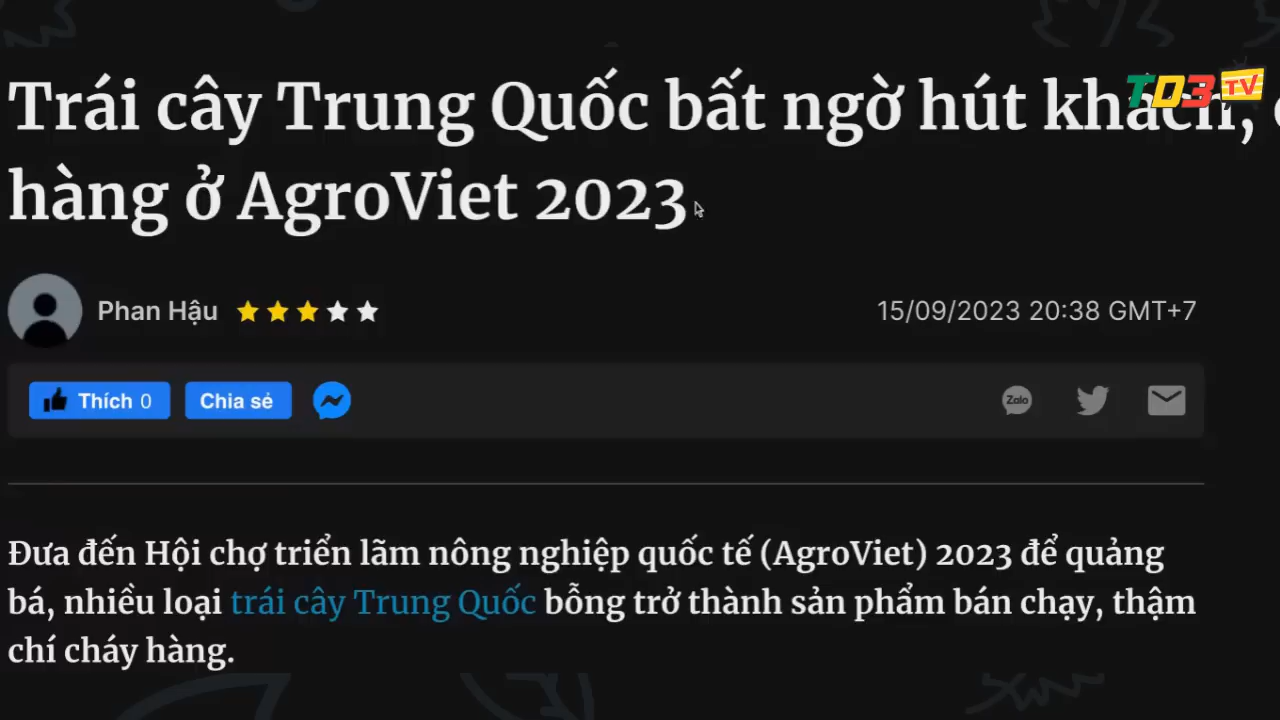 Trái cây Trung Quốc bất ngờ hút khách,
hàng ở AgroViet 2023
TD3 TV
Phan Hậu
15/09/2023 20:38 GMT+7
Thích 0
Chia sẻ
Zalo
Đưa đến Hội chợ triển lãm nông nghiệp quốc tế (AgroViet) 2023 để quảng
bá, nhiều loại trái cây Trung Quốc bỗng trở thành sản phẩm bán chạy, thậm
chí cháy hàng.